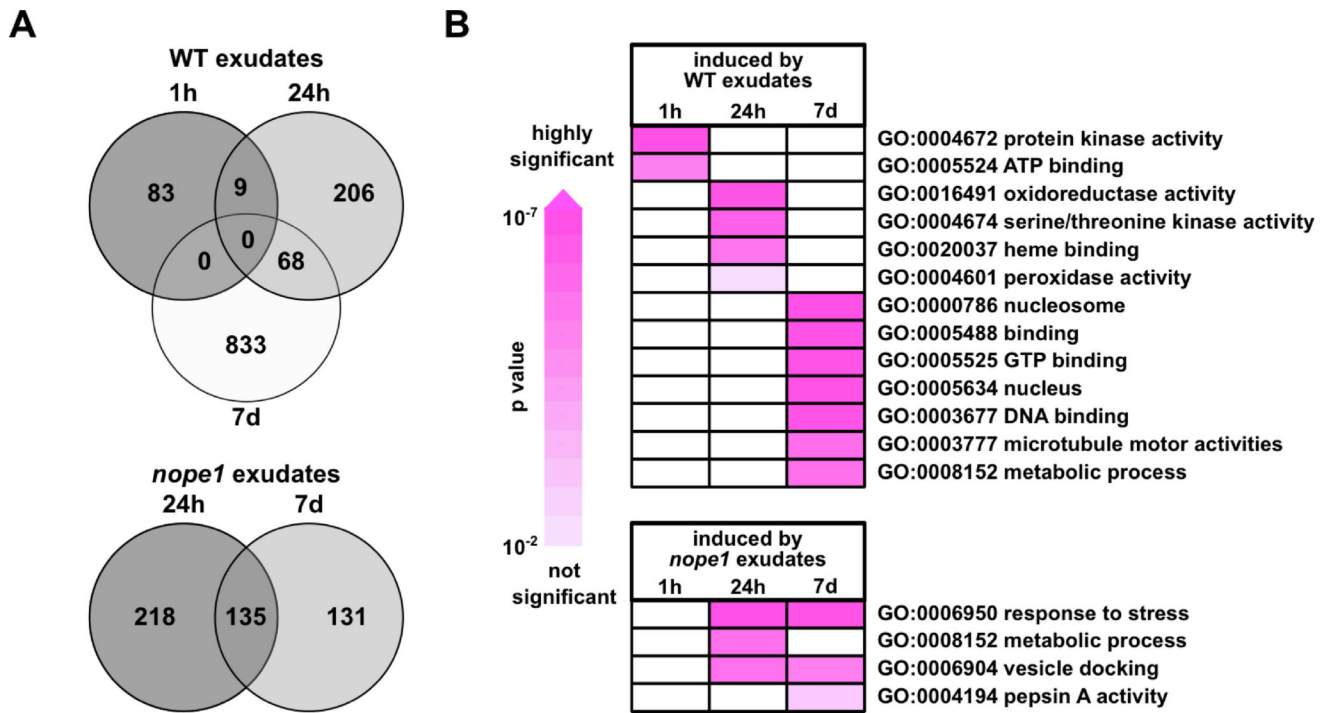 A
WT exudates
1h 24h
83 9 206
0
0 68
833
7d
nope1 exudates
24h 7d
218 135 131
B
induced by
WT exudates
1h 24h 7d
highly
significant
10-7
p value
10-2
not
significant
GO:0004672 protein kinase activity
GO:0005524 ATP binding
GO:0016491 oxidoreductase activity
GO:0004674 serine/threonine kinase activity
GO:0020037 heme binding
GO:0004601 peroxidase activity
GO:0000786 nucleosome
GO:0005488 binding
GO:0005525 GTP binding
GO:0005634 nucleus
GO:0003677 DNA binding
GO:0003777 microtubule motor activities
GO:0008152 metabolic process
induced by
nope1 exudates
1h 24h 7d
GO:0006950 response to stress
GO:0008152 metabolic process
GO:0006904 vesicle docking
GO:0004194 pepsin A activity